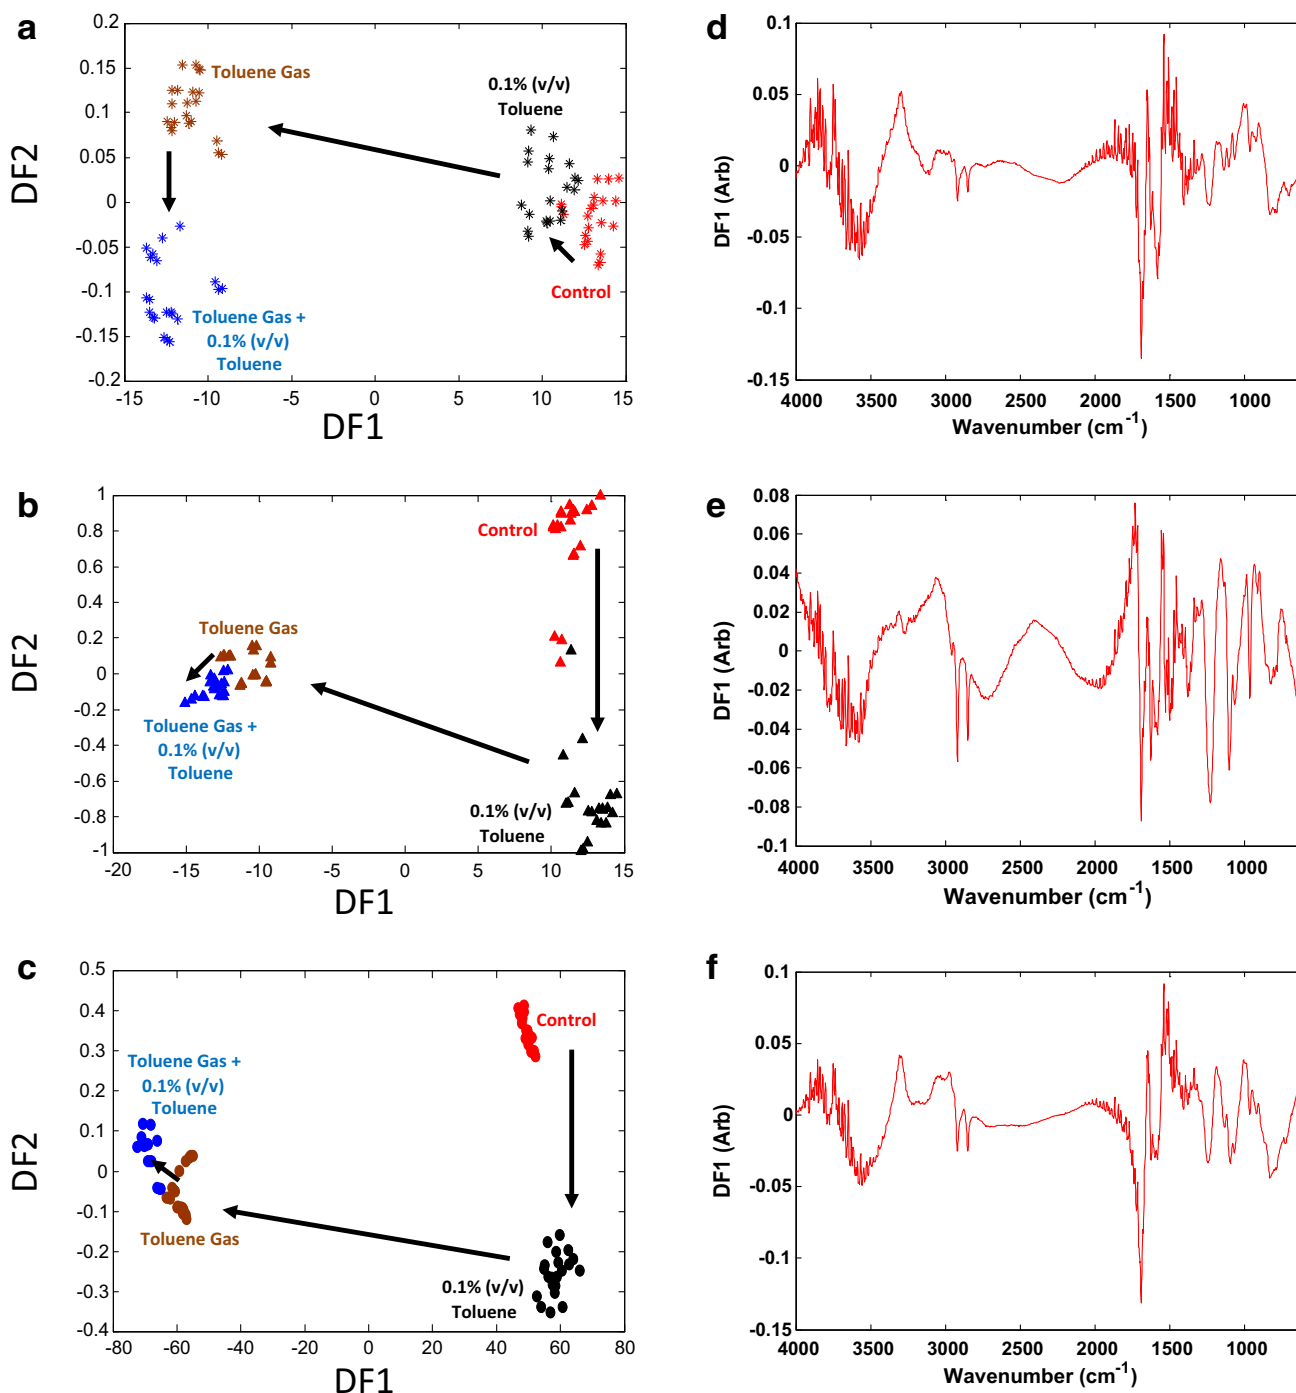 a
0.2
0.15
0.1
0.05
0
-0.05
-0.1
-0.15
-0.2
DF2
Toluene Gas
0.1% (v/v)
Toluene
Control
Toluene Gas +
0.1% (v/v)
Toluene
-15
-10
-5
0
5
10
15
DF1
d
0.1
0.05
0
-0.05
-0.1
-0.15
DF1 (Arb)
4000
3500
3000
2500
2000
1500
1000
Wavenumber (cm-1)
b
1
0.8
0.6
0.4
0.2
0
-0.2
-0.4
-0.6
-0.8
-1
DF2
Control
Toluene Gas
Toluene Gas +
0.1% (v/v)
Toluene
0.1% (v/v)
Toluene
-20
-15
-10
-5
0
5
10
15
DF1
e
0.08
0.06
0.04
0.02
0
-0.02
-0.04
-0.06
-0.08
-0.1
DF1 (Arb)
4000
3500
3000
2500
2000
1500
1000
Wavenumber (cm-1)
c
0.5
0.4
0.3
0.2
0.1
0
-0.1
-0.2
-0.3
-0.4
DF2
Control
Toluene Gas +
0.1% (v/v)
Toluene
Toluene Gas
0.1% (v/v)
Toluene
-80
-60
-40
-20
0
20
40
60
80
DF1
f
0.1
0.05
0
-0.05
-0.1
-0.15
DF1 (Arb)
4000
3500
3000
2500
2000
1500
1000
Wavenumber (cm-1)